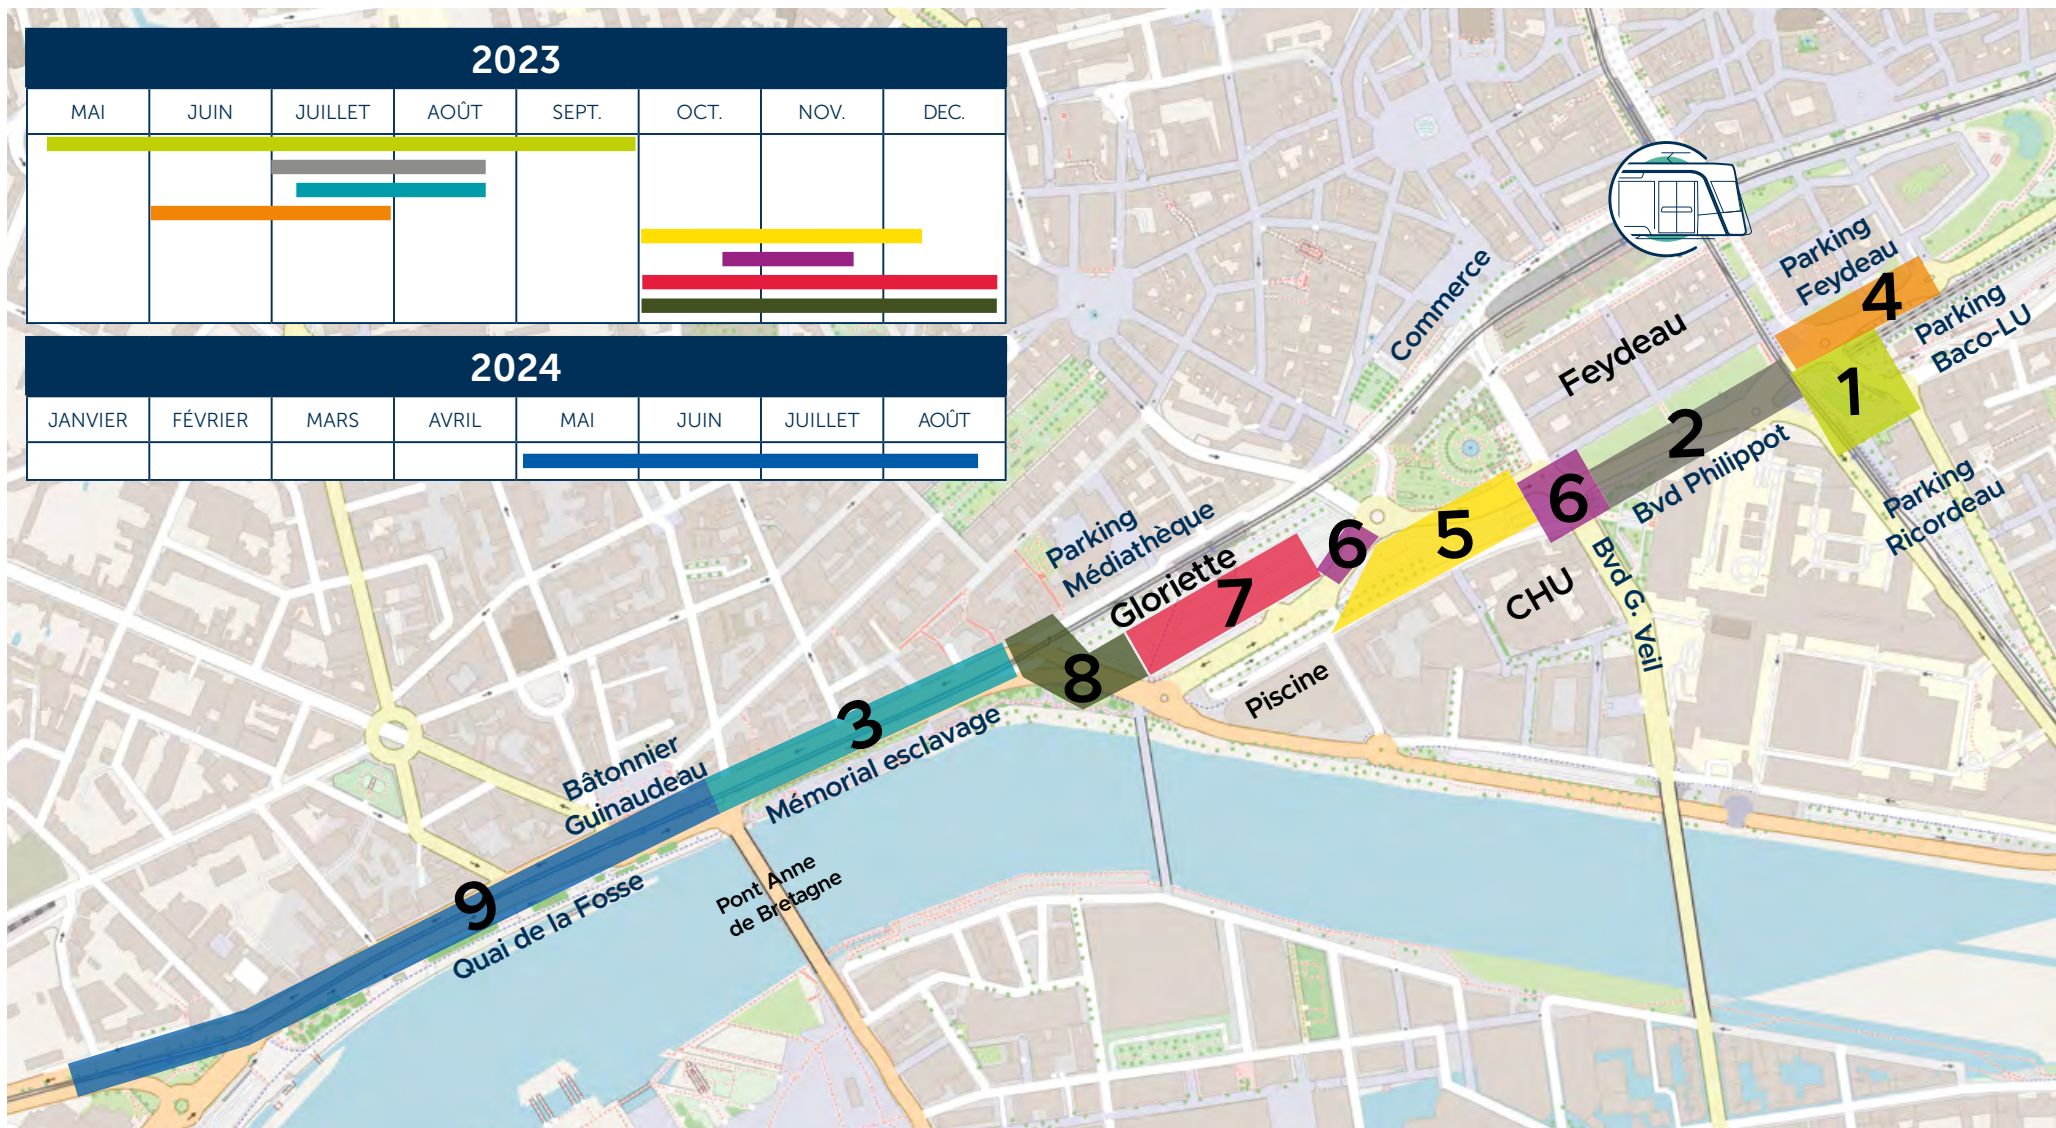 2023
MAI JUIN JUILLET AOÛT SEPT. OCT. NOV. DEC.
2024
JANVIER FÉVRIER MARS AVRIL MAI JUIN JUILLET AOÛT
Parking
Feydeau
4
Parking
Baco-LU
Commerce
Feydeau
1
2
Bvd Philippot
Parking
Ricordeau
6
5
6
Parking
Médiathèque
Gloriette
7
CHU
Bvd G. Veil
8
Piscine
3
Mémorial esclavage
Bâtonnier
Guinaudeau
9
Quai de la Fosse
Pont Anne
de Bretagne